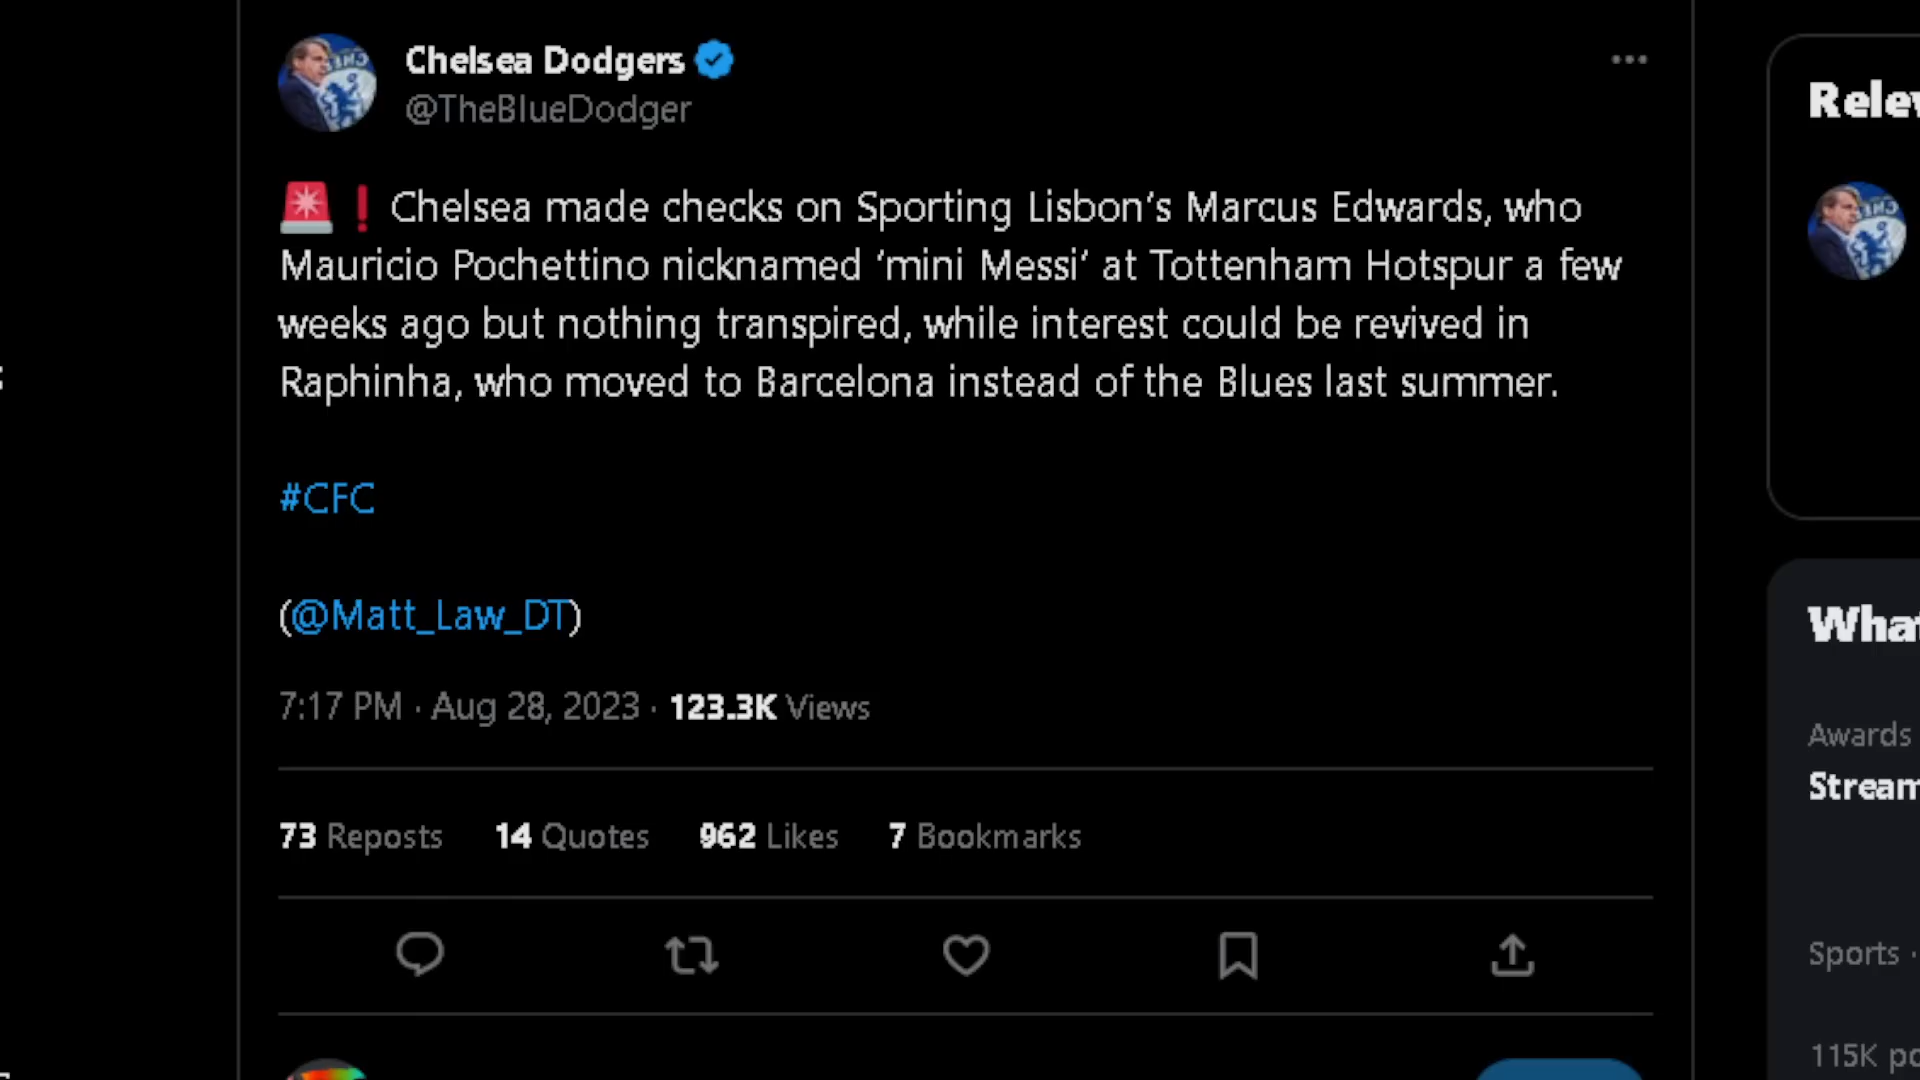 Chelsea Dodgers
@TheBlueDodger
🚨❗ Chelsea made checks on Sporting Lisbon’s Marcus Edwards, who
Mauricio Pochettino nicknamed ‘mini Messi’ at Tottenham Hotspur a few
weeks ago but nothing transpired, while interest could be revived in
Raphinha, who moved to Barcelona instead of the Blues last summer.
#CFC
(@Matt_Law_DT)
7:17 PM · Aug 28, 2023 · 123.3K Views
73 Reposts 14 Quotes 962 Likes 7 Bookmarks
Awards
Sports ·
115K